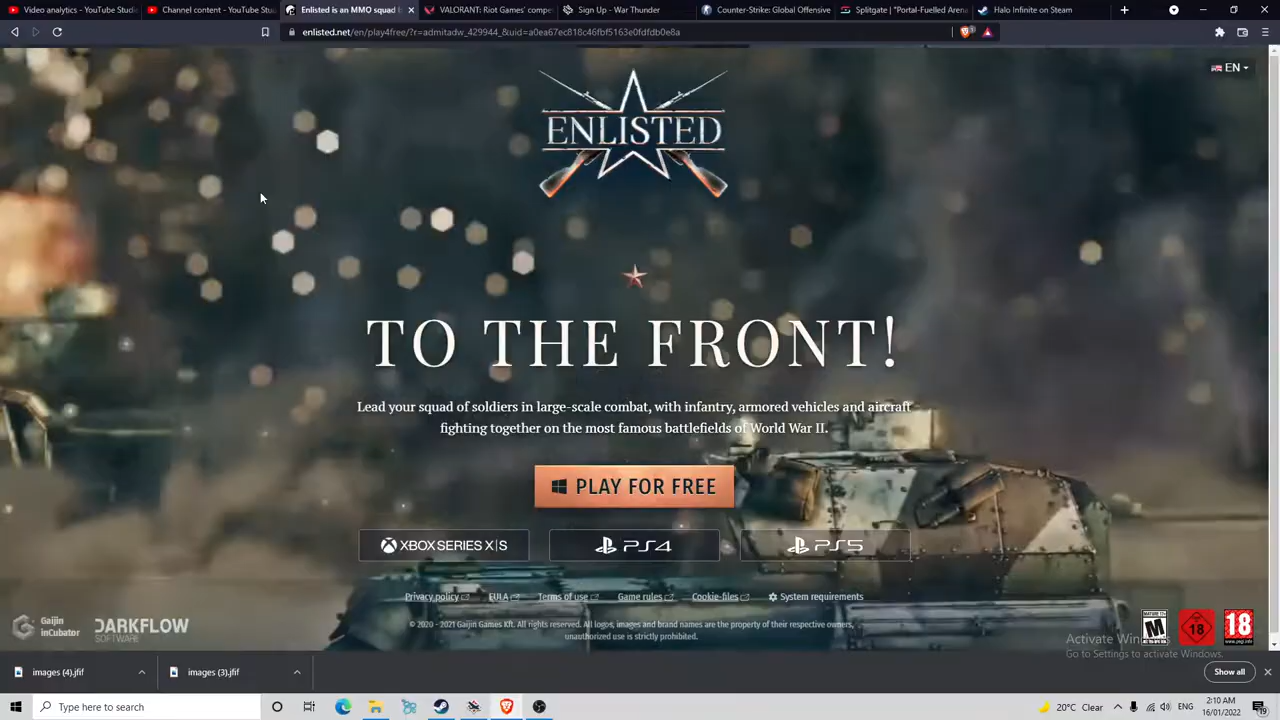 Video analytics - YouTube Studi
Channel content - YouTube Stu
Enlisted is an MMO squad b
VALORANT: Riot Games' compe
Sign Up - War Thunder
Counter-Strike: Global Offensive
Splitgate | "Portal-Fuelled Arena
Halo Infinite on Steam
enlisted.net/en/play4free/?r=admitadw_429944_&uid=a0ea67ec818c46fbf5163e0fdfdb0e8a
EN
ENLISTED
TO THE FRONT!
Lead your squad of soldiers in large-scale combat, with infantry, armored vehicles and aircraft
fighting together on the most famous battlefields of World War II.
PLAY FOR FREE
XBOX SERIES X|S
PS4
PS5
Privacy policy
EULA
Terms of use
Game rules
Cookie-files
System requirements
© 2020 - 2021 Gaijin Games Kft. All rights reserved. All logos, images and brand names are the property of their respective owners,
unauthorized use is strictly prohibited.
Gaijin
inCubator
DARKFLOW
SOFTWARE
M
18
18
Activate Win
Go to Settings to activate Windows.
images (4).jfif
images (3).jfif
Show all
Type here to search
20°C Clear
ENG
2:10 AM
16/01/2022
19